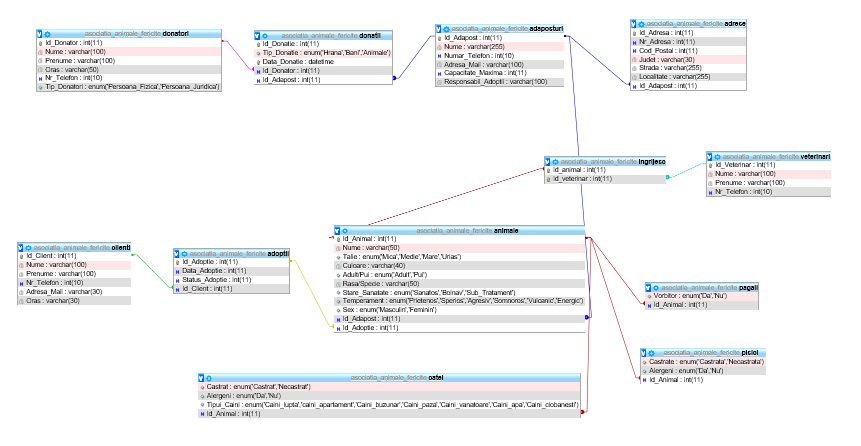 asociatia_animale_fericite donatori
Id_Donator : int(11)
Nume : varchar(100)
Prenume : varchar(100)
Oras : varchar(50)
Nr_Telefon : int(10)
Tip_Donatori : enum('Persoana_Fizica','Persoana_Juridica')
asociatia_animale_fericite donatii
Id_Donatie : int(11)
Tip_Donatie : enum('Hrana','Bani','Animale')
Data_Donatie : datetime
Id_Donator : int(11)
Id_Adapost : int(11)
asociatia_animale_fericite adaposturi
Id_Adapost : int(11)
Nume : varchar(255)
Numar_Telefon : int(10)
Adresa_Mail : varchar(100)
Capacitate_Maxima : int(11)
Responsabil_Adoptii : varchar(100)
asociatia_animale_fericite adrese
Id_Adresa : int(11)
Nr_Adresa : int(11)
Cod_Postal : int(11)
Judet : varchar(30)
Strada : varchar(255)
Localitate : varchar(255)
Id_Adapost : int(11)
asociatia_animale_fericite ingrijesc
id_animal : int(11)
id_veterinar : int(11)
asociatia_animale_fericite veterinari
Id_Veterinar : int(11)
Nume : varchar(100)
Prenume : varchar(100)
Nr_Telefon : int(10)
asociatia_animale_fericite clienti
Id_Client : int(11)
Nume : varchar(100)
Prenume : varchar(100)
Nr_Telefon : int(10)
Adresa_Mail : varchar(30)
Oras : varchar(30)
asociatia_animale_fericite adoptii
Id_Adoptie : int(11)
Data_Adoptie : int(11)
Status_Adoptie : int(11)
Id_Client : int(11)
asociatia_animale_fericite animale
Id_Animal : int(11)
Nume : varchar(50)
Talie : enum('Mica','Medie','Mare','Urias')
Culoare : varchar(40)
Adult/Pui : enum('Adult','Pui')
Rasa/Specie : varchar(50)
Stare_Sanatate : enum('Sanatos','Bolnav','Sub_Tratament')
Temperament : enum('Prietenos','Sperios','Agresiv','Somnoros','Vulcanic','Energic')
Sex : enum('Masculin','Feminin')
Id_Adapost : int(11)
Id_Adoptie : int(11)
asociatia_animale_fericite pagali
Vorbitor : enum('Da','Nu')
Id_Animal : int(11)
asociatia_animale_fericite pisici
Castrate : enum('Castrata','Necastrata')
Alergeni : enum('Da','Nu')
Id_Animal : int(11)
asociatia_animale_fericite catei
Castrat : enum('Castrat','Necastrat')
Alergeni : enum('Da','Nu')
Tipul_Caini : enum('Caini_lupta','caini_apartament','Caini_buzunar','Caini_paza','Caini_vanatoare','Caini_apa','Caini_ciobanesti')
Id_Animal : int(11)